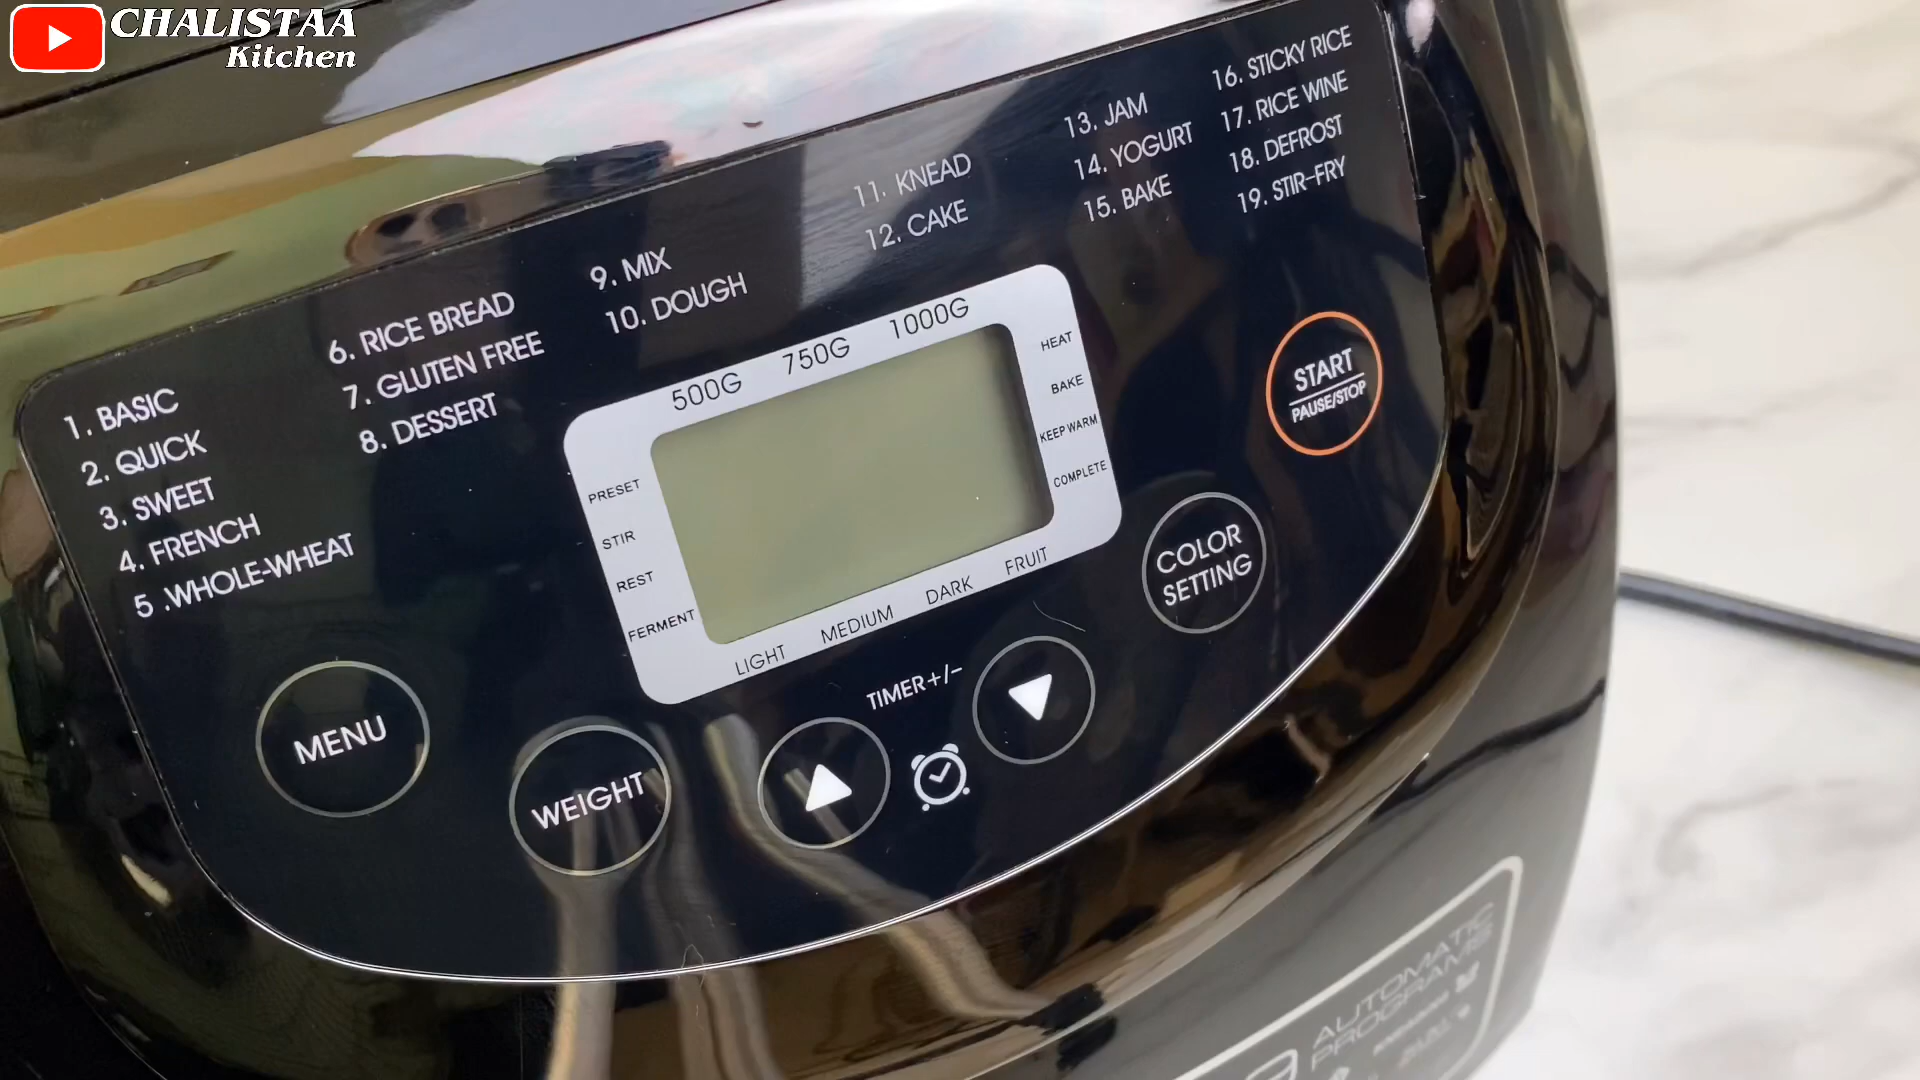 CHALISTAA
Kitchen
1. BASIC
2. QUICK
3. SWEET
4. FRENCH
5 .WHOLE-WHEAT
6. RICE BREAD
7. GLUTEN FREE
8. DESSERT
9. MIX
10. DOUGH
11. KNEAD
12. CAKE
13. JAM
14. YOGURT
15. BAKE
16. STICKY RICE
17. RICE WINE
18. DEFROST
19. STIR-FRY
500G 750G 1000G
PRESET
STIR
REST
FERMENT
HEAT
BAKE
KEEP WARM
COMPLETE
LIGHT MEDIUM DARK FRUIT
START
PAUSE/STOP
COLOR
SETTING
TIMER+/−
MENU
WEIGHT
AUTOMATIC
PROGRAMS